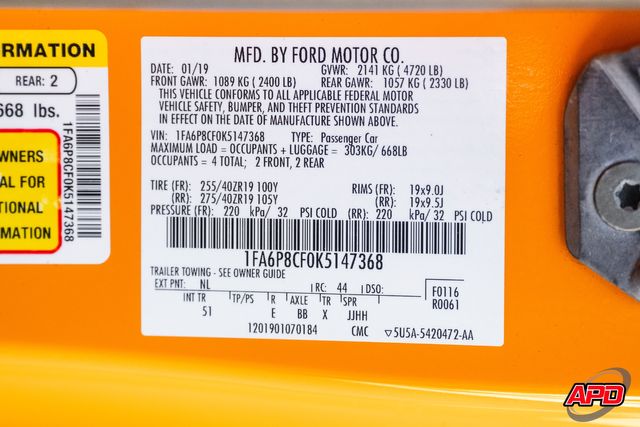 ORMATION
REAR: 2
668 lbs.
WNERS
AL FOR
TIONAL
RMATION
1FA6P8CF0K5147368
MFD. BY FORD MOTOR CO.
DATE: 01/19 GVWR: 2141 KG ( 4720 LB)
FRONT GAWR: 1089 KG ( 2400 LB) REAR GAWR: 1057 KG ( 2330 LB)
THIS VEHICLE CONFORMS TO ALL APPLICABLE FEDERAL MOTOR
VEHICLE SAFETY, BUMPER, AND THEFT PREVENTION STANDARDS
IN EFFECT ON THE DATE OF MANUFACTURE SHOWN ABOVE.
VIN: 1FA6P8CF0K5147368 TYPE: Passenger Car
MAXIMUM LOAD = OCCUPANTS + LUGGAGE = 303KG/ 668LB
OCCUPANTS = 4 TOTAL; 2 FRONT, 2 REAR
TIRE (FR): 255/40ZR19 100Y RIMS (FR): 19x9.0J
(RR): 275/40ZR19 105Y (RR): 19x9.5J
PRESSURE (FR): 220 kPa/ 32 PSI COLD (RR): 220 kPa/ 32 PSI COLD
1FA6P8CF0K5147368
TRAILER TOWING - SEE OWNER GUIDE
EXT PNT: NL RC: 44 DSO: F0116
INT TR TP/PS R AXLE TR SPR R0061
51 E BB X JJHH
1201901070184 CMC ▽5U5A-5420472-AA
APD